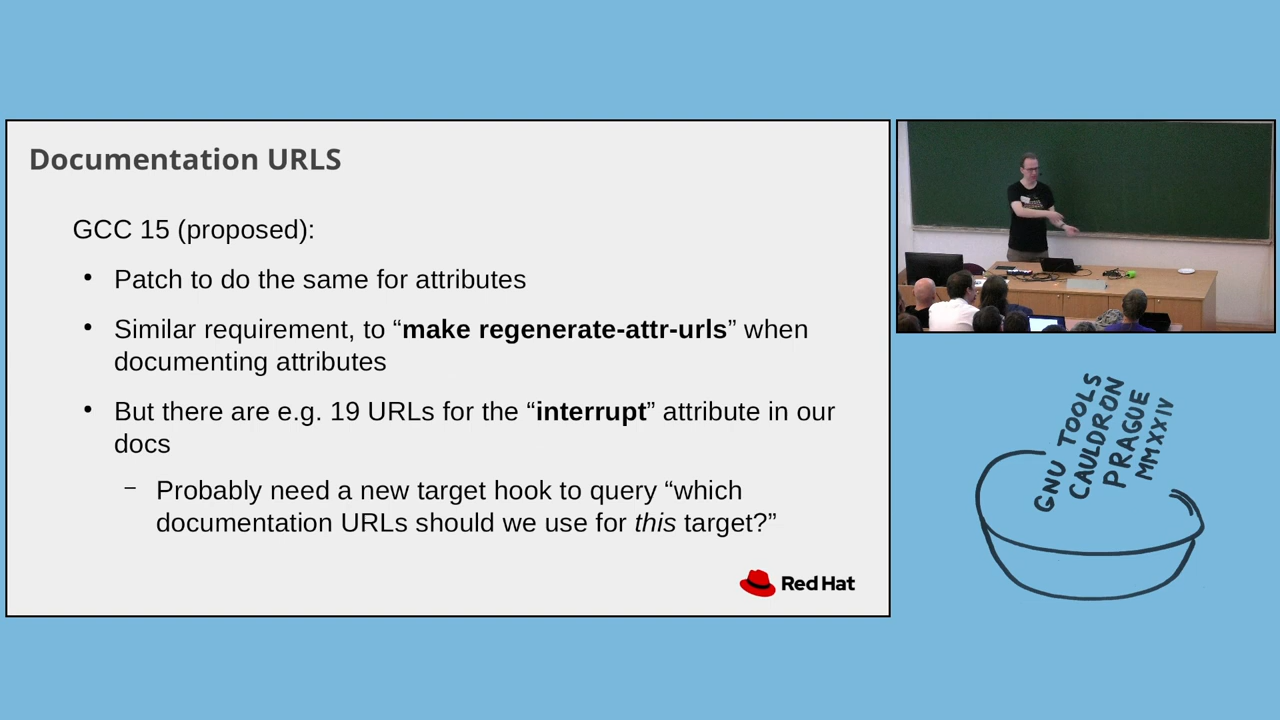 Documentation URLS
GCC 15 (proposed):
• Patch to do the same for attributes
• Similar requirement, to “make regenerate-attr-urls” when
documenting attributes
• But there are e.g. 19 URLs for the “interrupt” attribute in our
docs
– Probably need a new target hook to query “which
documentation URLs should we use for this target?”
Red Hat
GNU TOOLS
CAULDRON
PRAGUE
MMXXIV